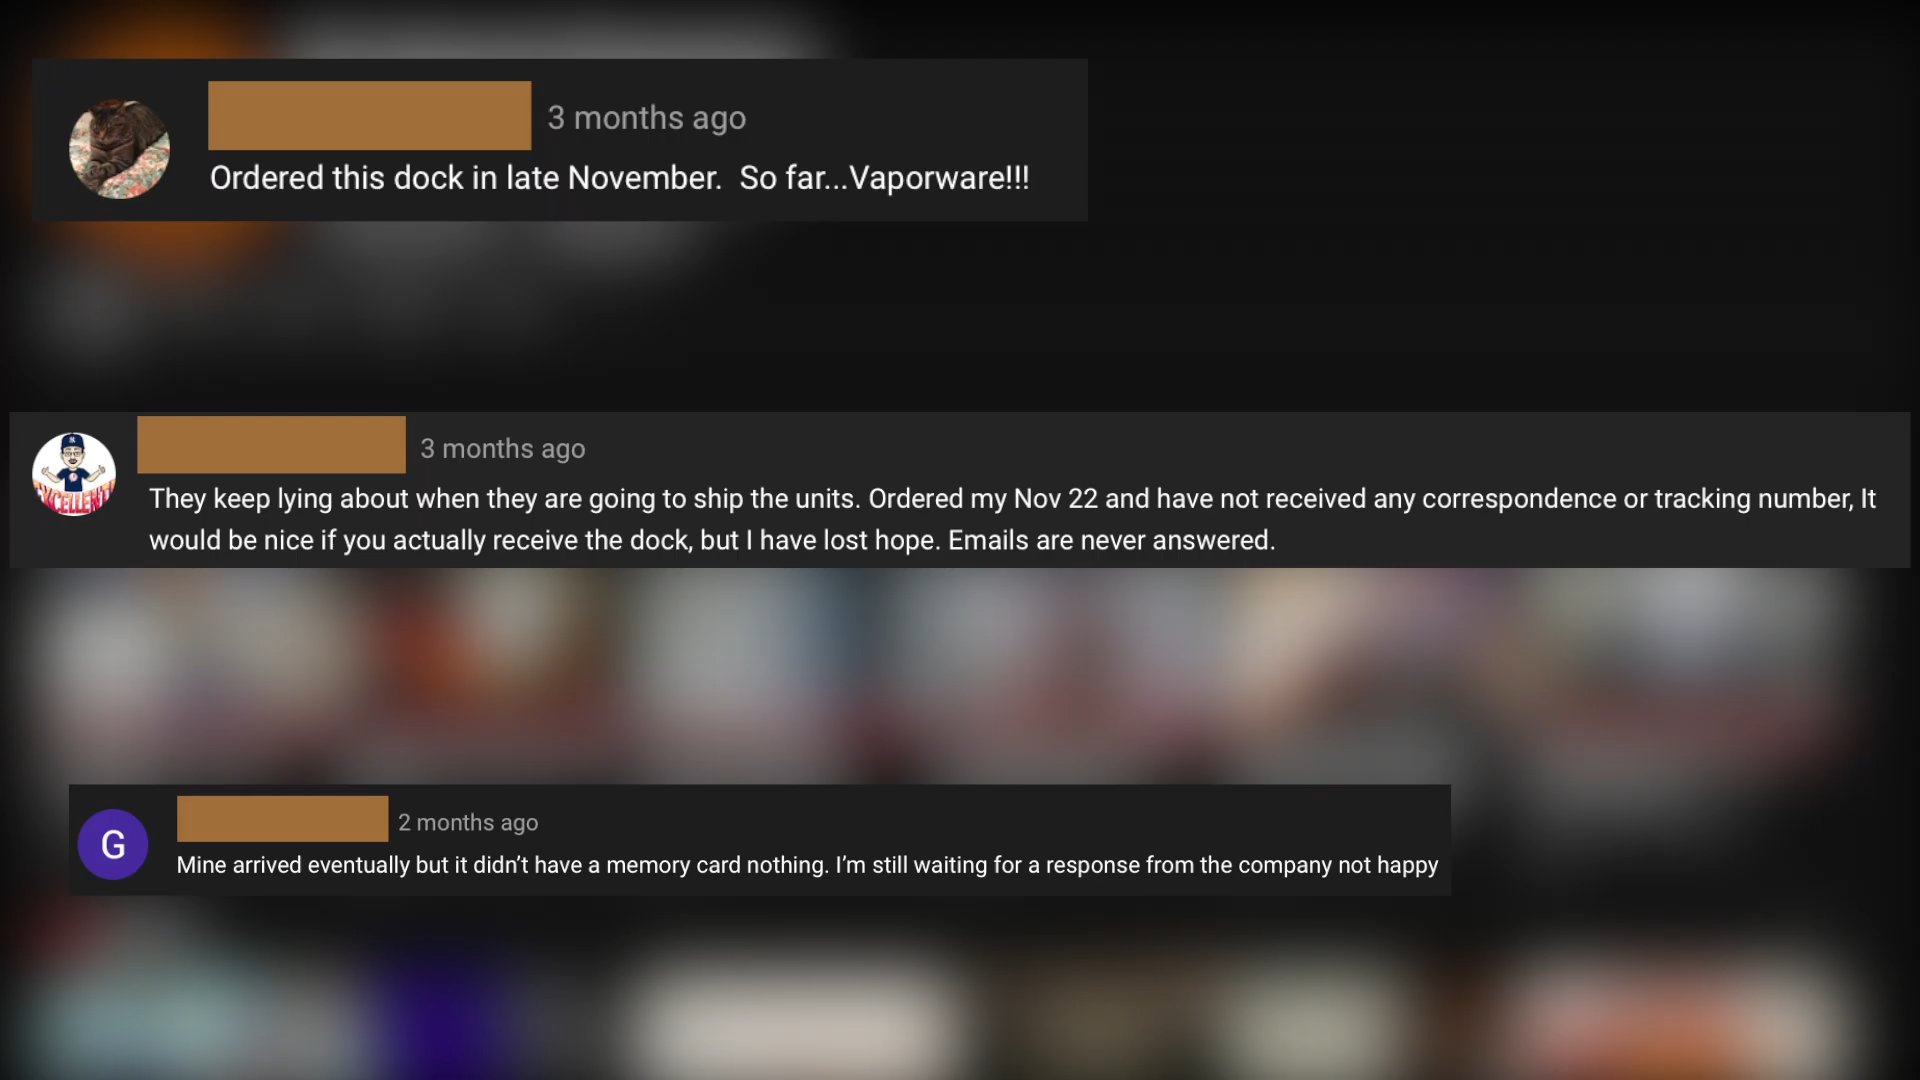 3 months ago
Ordered this dock in late November.  So far...Vaporware!!!
3 months ago
They keep lying about when they are going to ship the units. Ordered my Nov 22 and have not received any correspondence or tracking number, It
would be nice if you actually receive the dock, but I have lost hope. Emails are never answered.
XCELLENT
G
2 months ago
Mine arrived eventually but it didn’t have a memory card nothing. I’m still waiting for a response from the company not happy